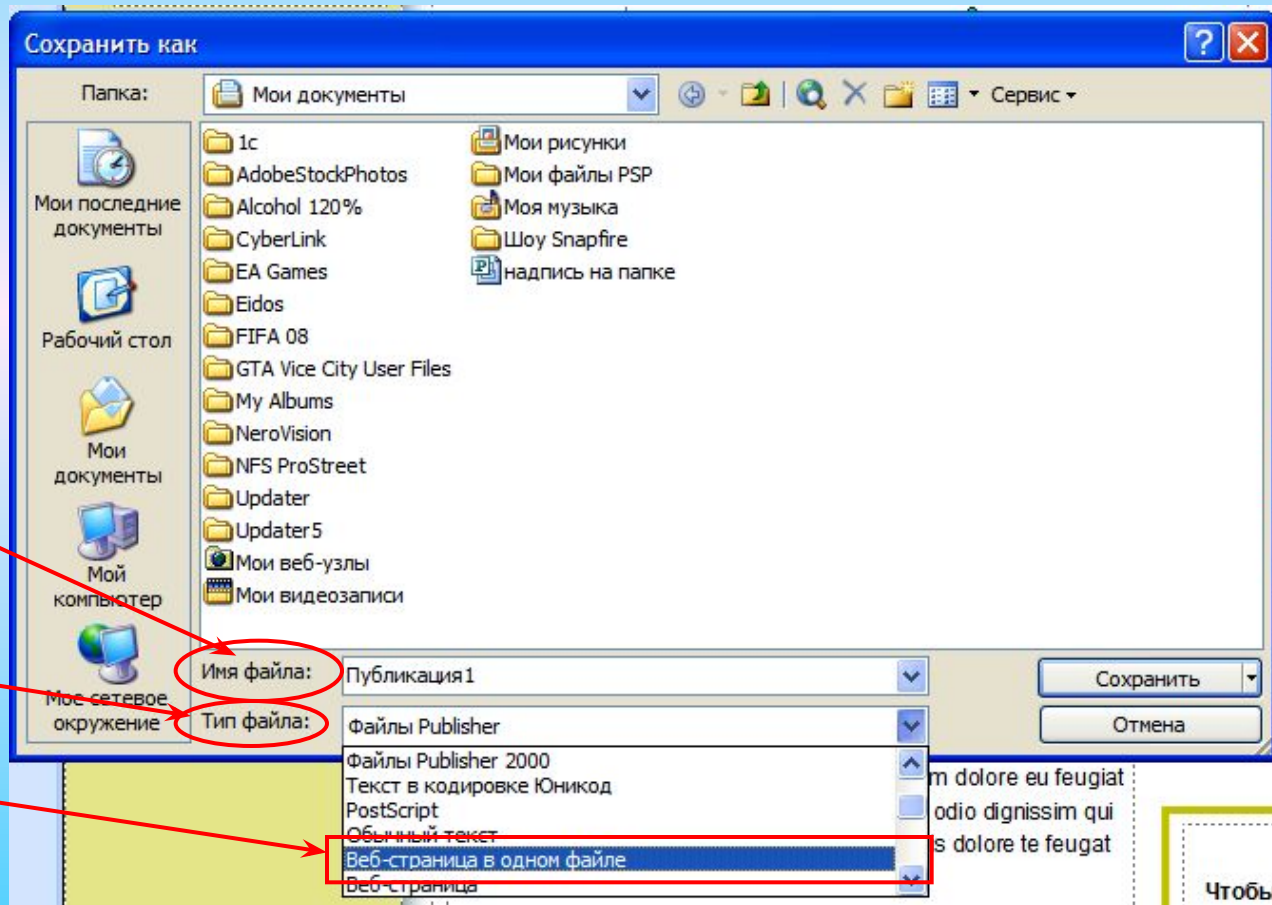 Сохранить как
Папка:
Мои документы
Сервис
Мои последние
документы
Рабочий стол
Мои
документы
Мой
компьютер
Мое сетевое
окружение
1c
AdobeStockPhotos
Alcohol 120%
CyberLink
EA Games
Eidos
FIFA 08
GTA Vice City User Files
My Albums
NeroVision
NFS ProStreet
Updater
Updater5
Мои веб-узлы
Мои видеозаписи
Мои рисунки
Мои файлы PSP
Моя музыка
Шоу Snapfire
надпись на папке
Имя файла:
Публикация1
Сохранить
Тип файла:
Файлы Publisher
Отмена
Файлы Publisher 2000
Текст в кодировке Юникод
PostScript
Обычный текст
Веб-страница в одном файле
Веб-страница
m dolore eu feugiat
odio dignissim qui
s dolore te feugat
Чтобы